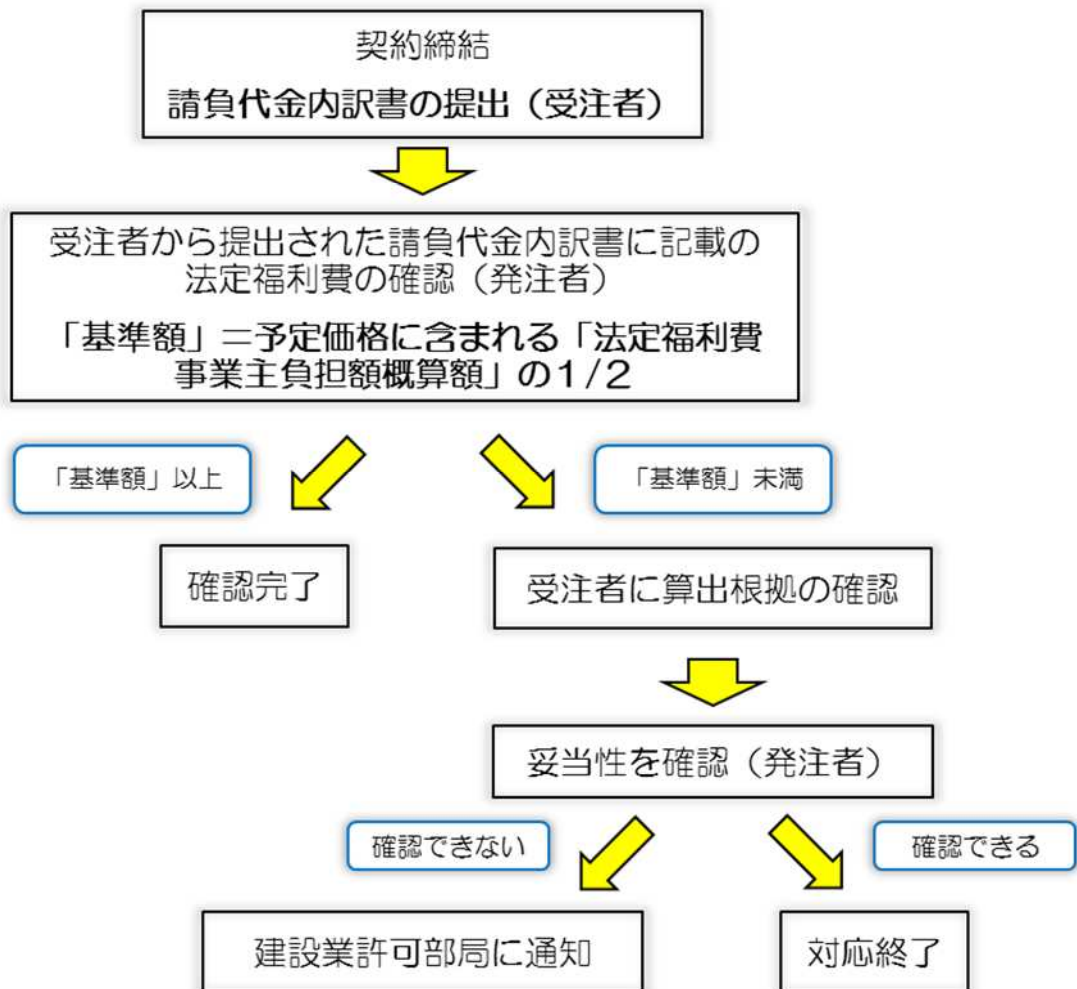 契約締結
請負代金内訳書の提出（受注者）
受注者から提出された請負代金内訳書に記載の
法定福利費の確認（発注者）
「基準額」＝予定価格に含まれる「法定福利費
事業主負担額概算額」の１/２
「基準額」以上
「基準額」未満
確認完了
受注者に算出根拠の確認
妥当性を確認（発注者）
確認できない
確認できる
建設業許可部局に通知
対応終了